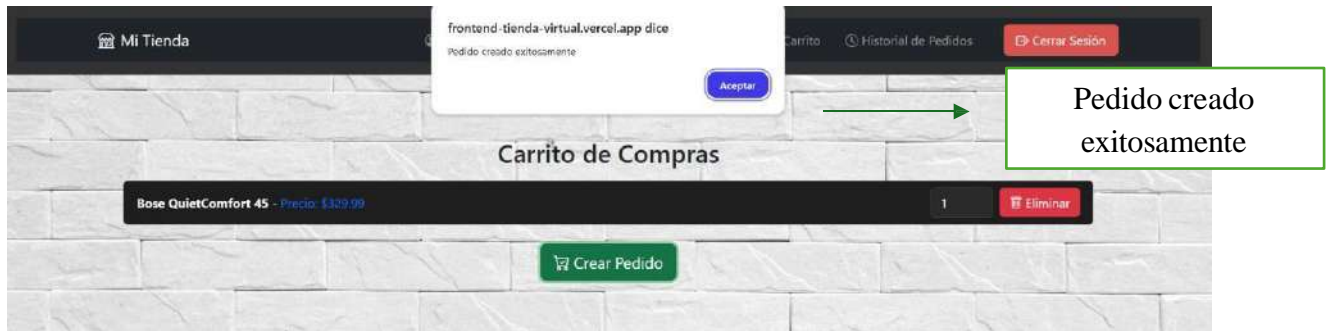 Mi Tienda
frontend-tienda-virtual.vercel.app dice
Pedido creado exitosamente
Aceptar
Carrito
Historial de Pedidos
Cerrar Sesión
Pedido creado
exitosamente
Carrito de Compras
Bose QuietComfort 45 - Precio: $329.99
1
Eliminar
Crear Pedido